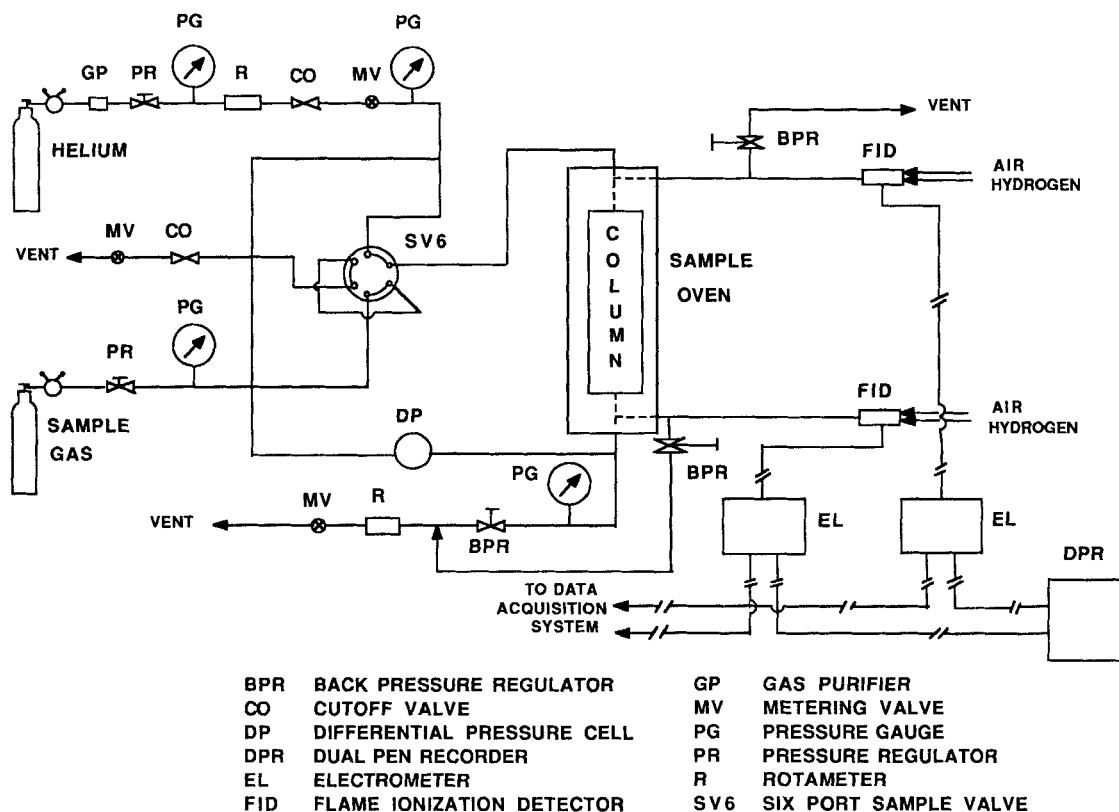 PG
PG
GP
PR
R
CO
MV
HELIUM
VENT
BPR
FID
AIR
HYDROGEN
MV
CO
VENT
SV6
COLUMN
SAMPLE
OVEN
PG
PR
SAMPLE
GAS
DP
FID
AIR
HYDROGEN
PG
BPR
MV
R
VENT
BPR
EL
EL
DPR
TO DATA
ACQUISITION
SYSTEM
BPR BACK PRESSURE REGULATOR
CO CUTOFF VALVE
DP DIFFERENTIAL PRESSURE CELL
DPR DUAL PEN RECORDER
EL ELECTROMETER
FID FLAME IONIZATION DETECTOR
GP GAS PURIFIER
MV METERING VALVE
PG PRESSURE GAUGE
PR PRESSURE REGULATOR
R ROTAMETER
SV6 SIX PORT SAMPLE VALVE